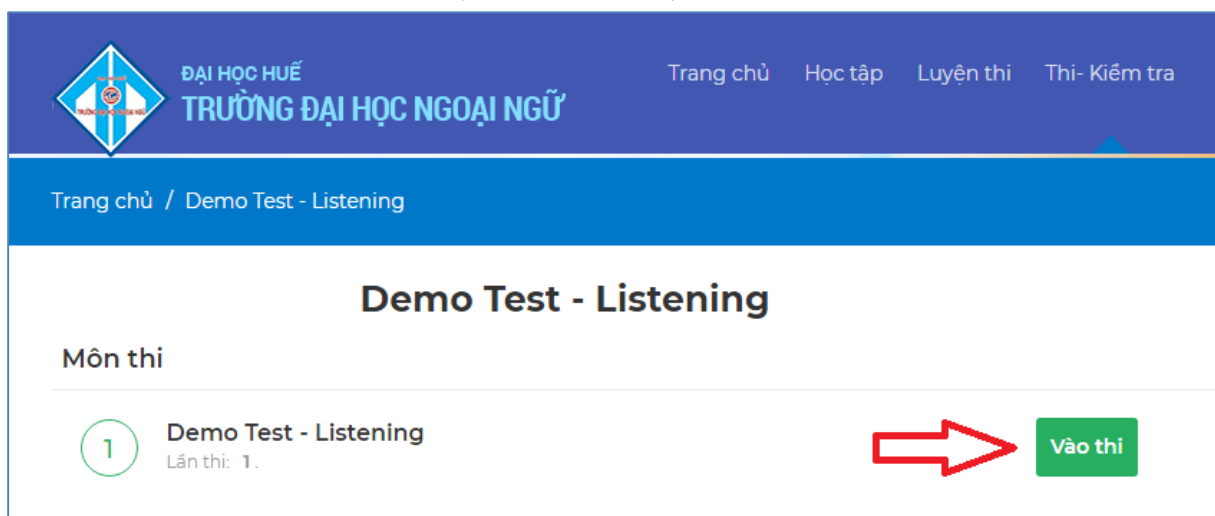 ĐẠI HỌC HUẾ
TRƯỜNG ĐẠI HỌC NGOẠI NGỮ
Trang chủ Học tập Luyện thi Thi- Kiểm tra
Trang chủ / Demo Test - Listening
Demo Test - Listening
Môn thi
1
Demo Test - Listening
Lần thi: 1.
Vào thi